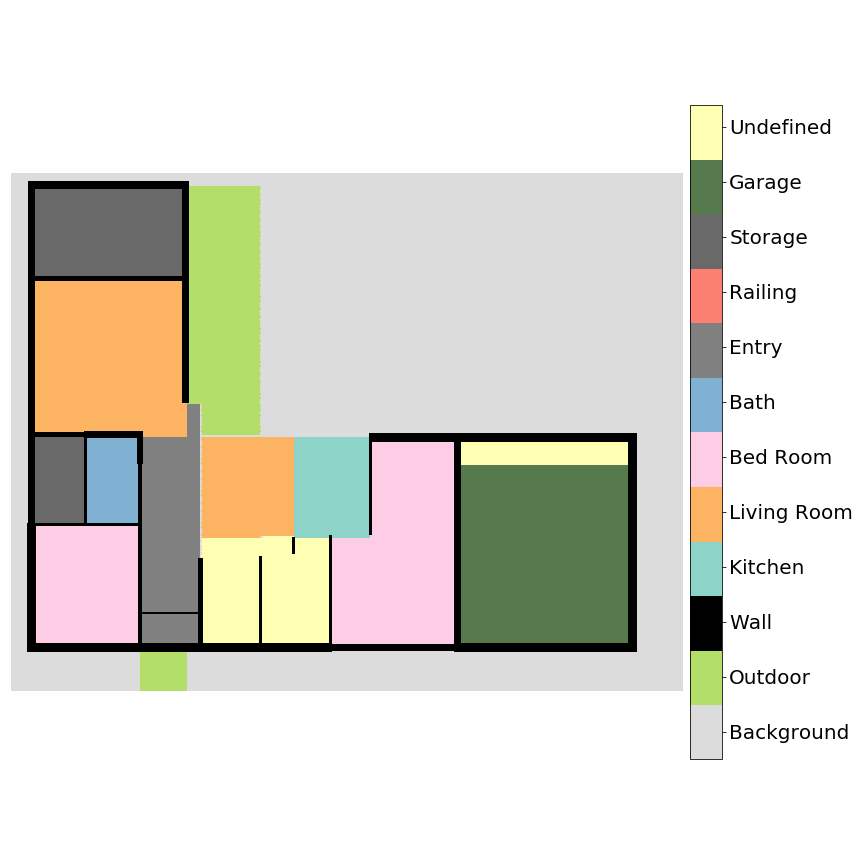 Undefined
Garage
Storage
Railing
Entry
Bath
Bed Room
Living Room
Kitchen
Wall
Outdoor
Background